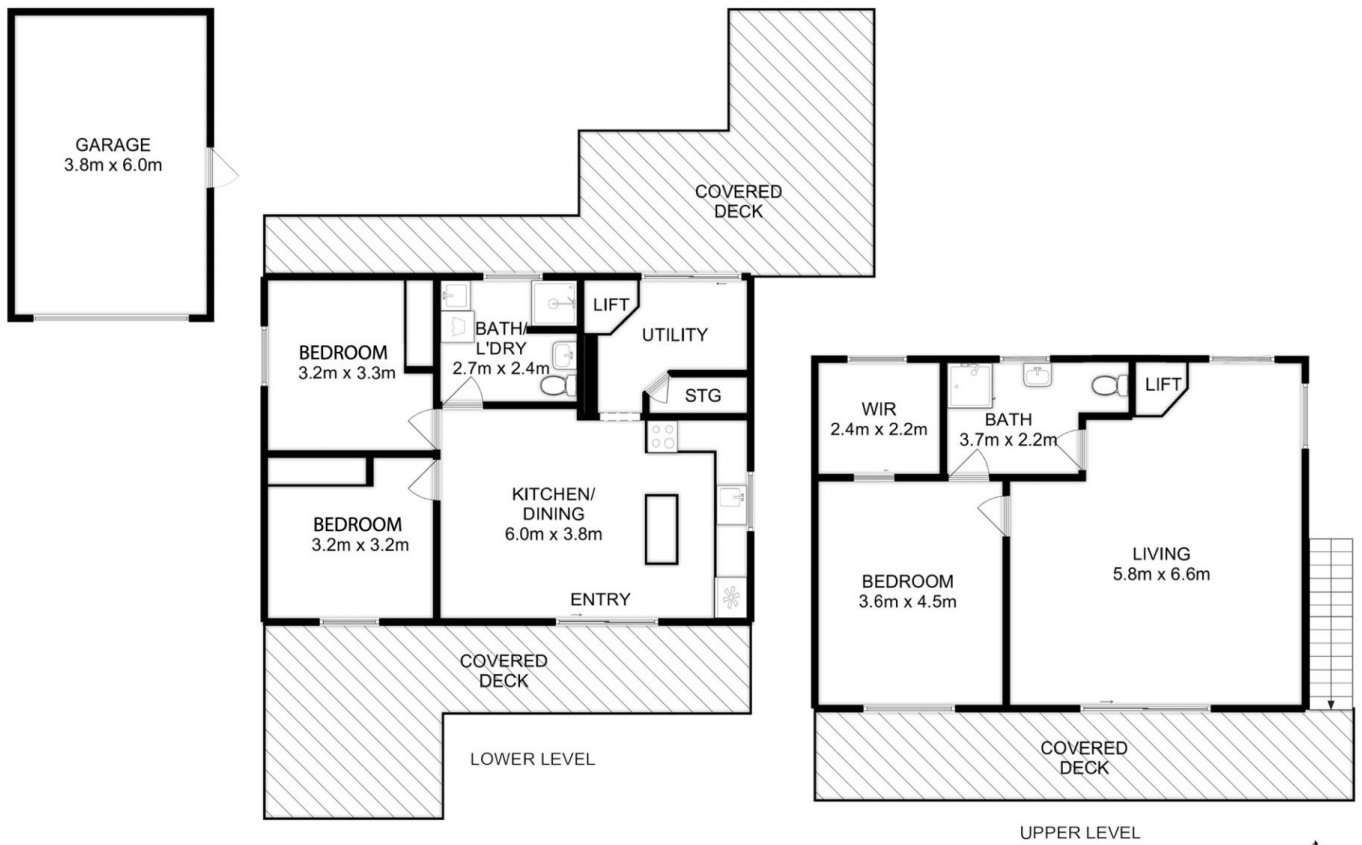 GARAGE
3.8m x 6.0m
COVERED
DECK
LIFT
UTILITY
BATH/
L'DRY
2.7m x 2.4m
BEDROOM
3.2m x 3.3m
STG
KITCHEN/
DINING
6.0m x 3.8m
BEDROOM
3.2m x 3.2m
ENTRY
COVERED
DECK
LOWER LEVEL
WIR
2.4m x 2.2m
BATH
3.7m x 2.2m
LIFT
LIVING
5.8m x 6.6m
BEDROOM
3.6m x 4.5m
COVERED
DECK
UPPER LEVEL